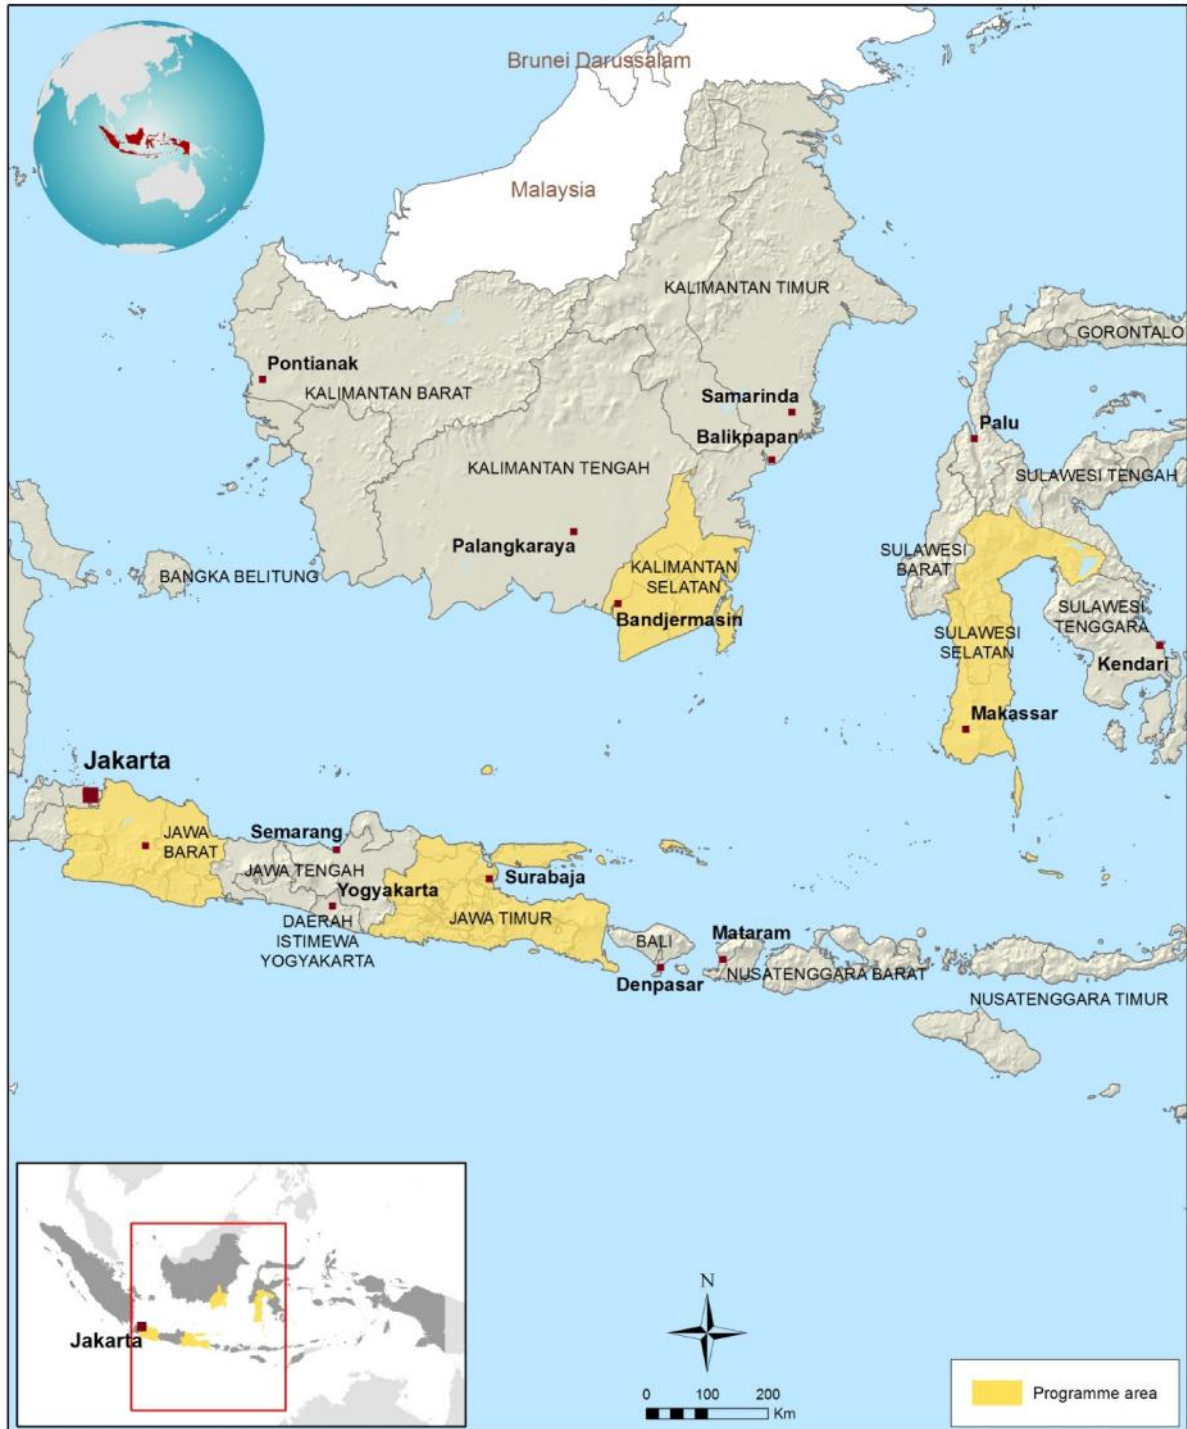 Brunei Darussalam
Malaysia
KALIMANTAN TIMUR
GORONTALO
Pontianak
KALIMANTAN BARAT
Samarinda
Balikpapan
Palu
KALIMANTAN TENGAH
SULAWESI TENGAH
Palangkaraya
SULAWESI
BARAT
BANGKA BELITUNG
KALIMANTAN
SELATAN
Bandjermasin
SULAWESI
TENGGARA
SULAWESI
SELATAN
Kendari
Makassar
Jakarta
JAWA
BARAT
Semarang
JAWA TENGAH
Yogyakarta
Surabaja
DAERAH
ISTIMEWA
YOGYAKARTA
JAWA TIMUR
BALI
Mataram
Denpasar
NUSATENGGARA BARAT
NUSATENGGARA TIMUR
Jakarta
N
0 100 200
Km
Programme area